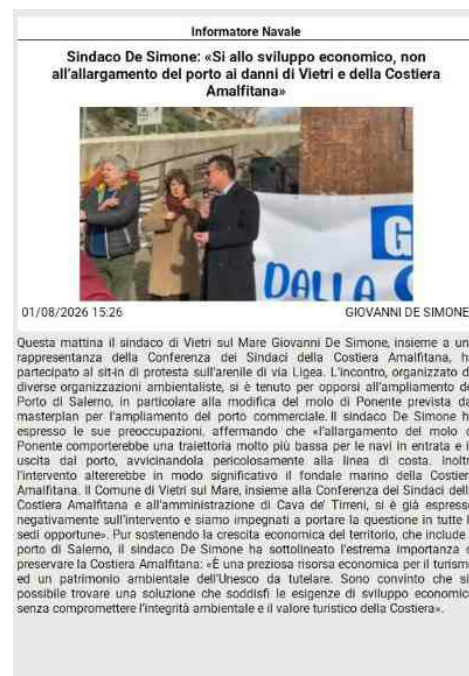 Informatore Navale
Sindaco De Simone: «Si allo sviluppo economico, non
all'allargamento del porto ai danni di Vietri e della Costiera
Amalfitana»
G
DALLA
01/08/2026 15:26 GIOVANNI DE SIMONE
Questa mattina il sindaco di Vietri sul Mare Giovanni De Simone, insieme a un
rappresentanza della Conferenza dei Sindaci della Costiera Amalfitana, h
partecipato al sit-in di protesta sull'arenile di via Ligea. L'incontro, organizzato d
diverse organizzazioni ambientaliste, si è tenuto per opporsi all'ampliamento de
Porto di Salerno, in particolare alla modifica del molo di Ponente prevista da
masterplan per l'ampliamento del porto commerciale. Il sindaco De Simone h
espresso le sue preoccupazioni, affermando che «l'allargamento del molo d
Ponente comporterebbe una traiettoria molto più bassa per le navi in entrata e i
uscita dal porto, avvicinandola pericolosamente alla linea di costa. Inoltr
l'intervento altererebbe in modo significativo il fondale marino della Costier
Amalfitana. Il Comune di Vietri sul Mare, insieme alla Conferenza dei Sindaci dell
Costiera Amalfitana e all'amministrazione di Cava de' Tirreni, si è già espress
negativamente sull'intervento e siamo impegnati a portare la questione in tutte l
sedi opportune». Pur sostenendo la crescita economica del territorio, che include
porto di Salerno, il sindaco De Simone ha sottolineato l'estrema importanza d
preservare la Costiera Amalfitana: «È una preziosa risorsa economica per il turism
ed un patrimonio ambientale dell'Unesco da tutelare. Sono convinto che si
possibile trovare una soluzione che soddisfi le esigenze di sviluppo economic
senza compromettere l'integrità ambientale e il valore turistico della Costiera».